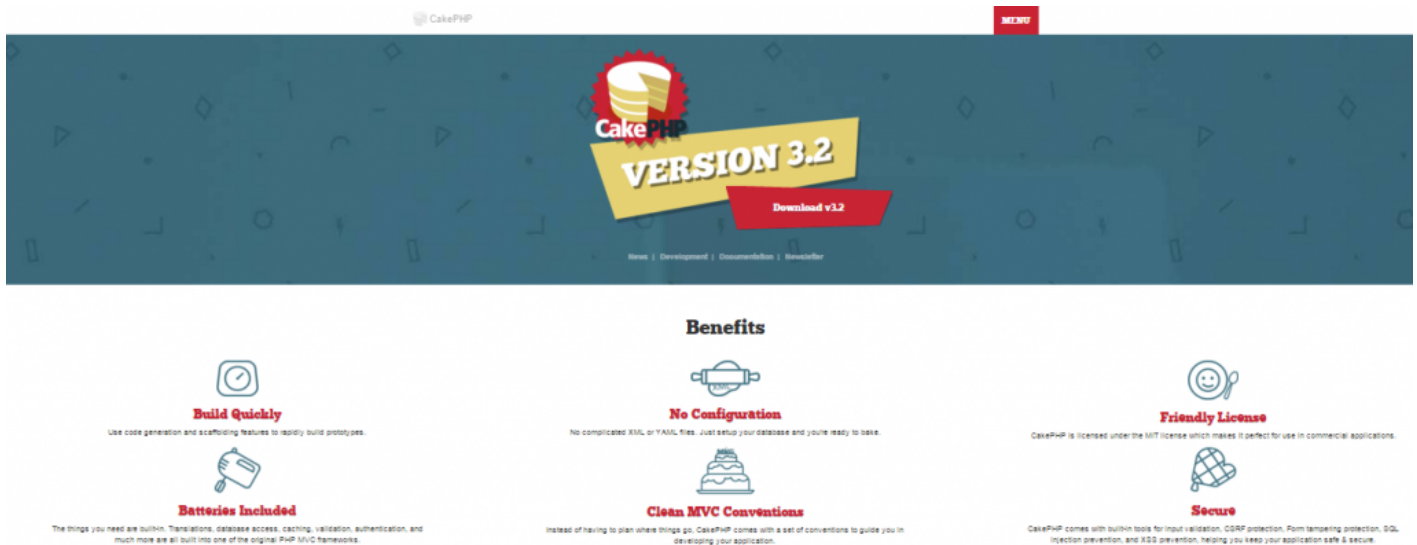 CakePHP
MENU
CakePHP
VERSION 3.2
Download v3.2
News | Development | Documentation | Newsletter
Benefits
Build Quickly
Use code generation and scaffolding features to rapidly build prototypes.
No Configuration
No complicated XML or YAML files. Just setup your database and you're ready to bake.
Friendly License
CakePHP is licensed under the MIT license which makes it perfect for use in commercial applications.
Batteries Included
The things you need are built-in. Translations, database access, caching, validation, authentication, and
much more are all built into one of the original PHP MVC frameworks.
MVC
Clean MVC Conventions
Instead of having to plan where things go, CakePHP comes with a set of conventions to guide you in
developing your application.
Secure
CakePHP comes with built-in tools for input validation, CSRF protection, Form tampering protection, SQL
injection prevention, and XSS prevention, helping you keep your application safe & secure.